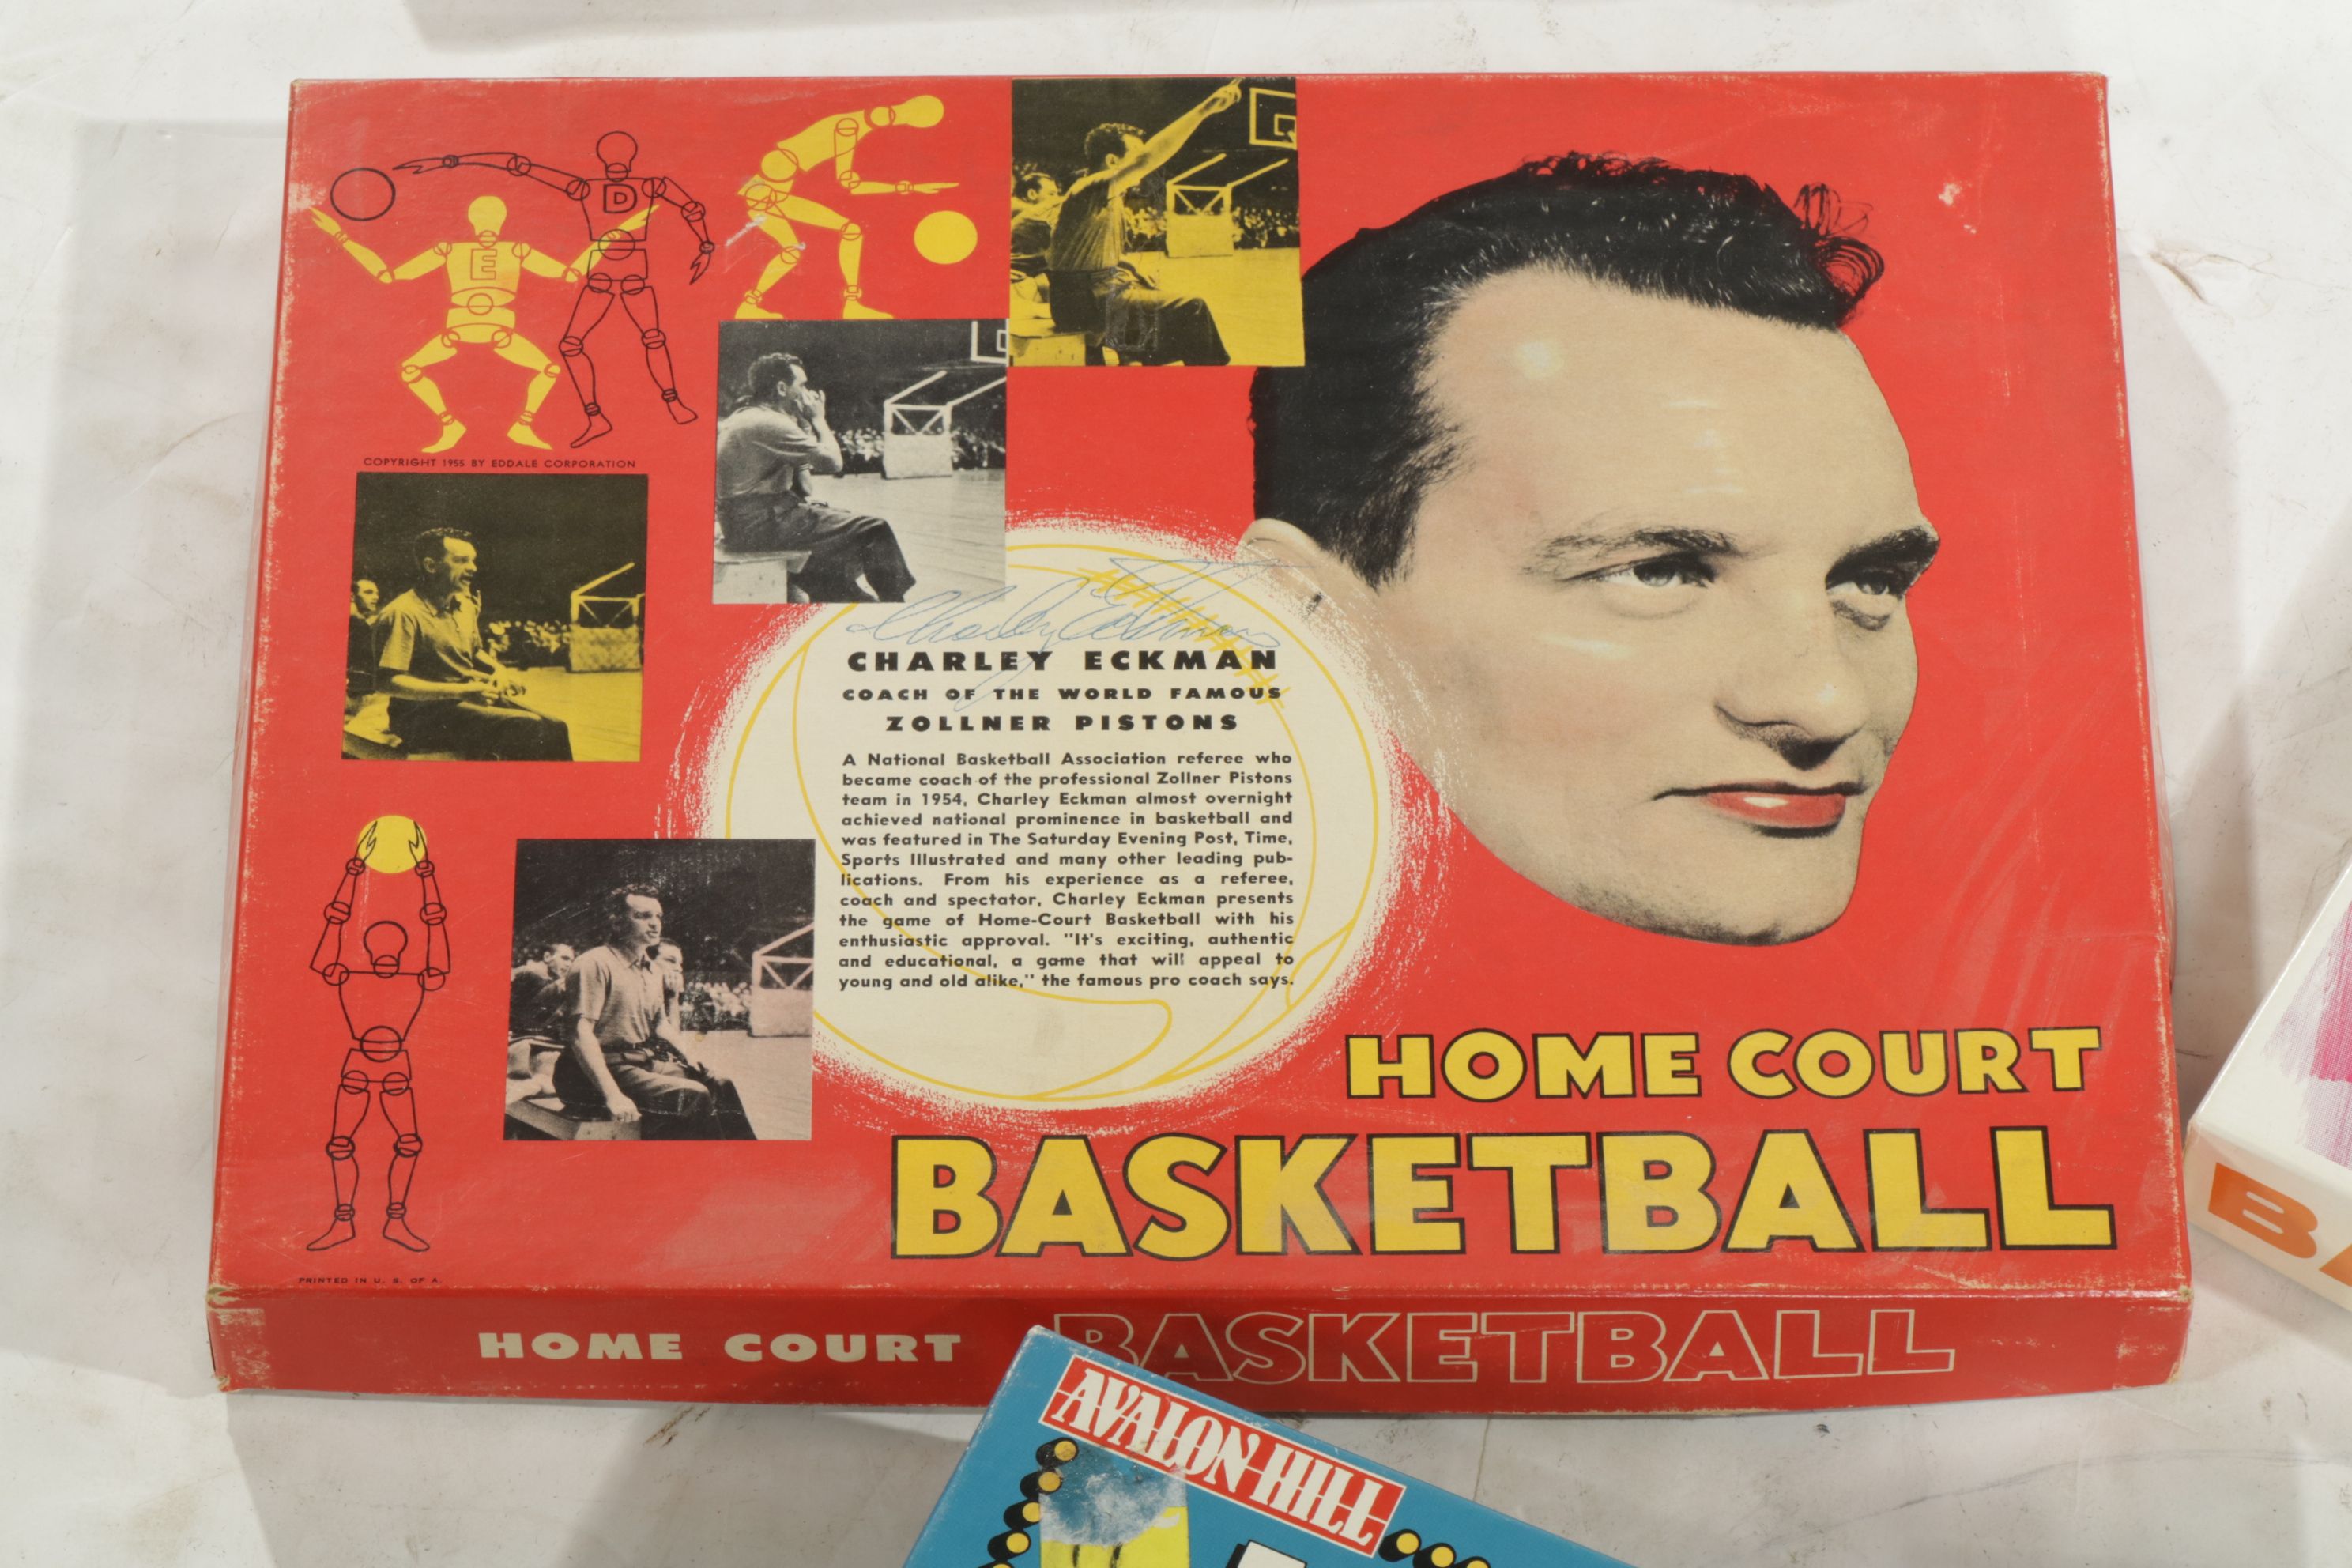 D
E
COPYRIGHT 1955 BY EDDALE CORPORATION
Charley Eckman
CHARLEY ECKMAN
COACH OF THE WORLD FAMOUS
ZOLLNER PISTONS
A National Basketball Association referee who
became coach of the professional Zollner Pistons
team in 1954, Charley Eckman almost overnight
achieved national prominence in basketball and
was featured in The Saturday Evening Post, Time,
Sports Illustrated and many other leading pub-
lications. From his experience as a referee,
coach and spectator, Charley Eckman presents
the game of Home-Court Basketball with his
enthusiastic approval. "It's exciting, authentic
and educational, a game that will appeal to
young and old alike," the famous pro coach says.
HOME COURT
BASKETBALL
PRINTED IN U. S. OF A.
HOME COURT BASKETBALL
AVALON HILL